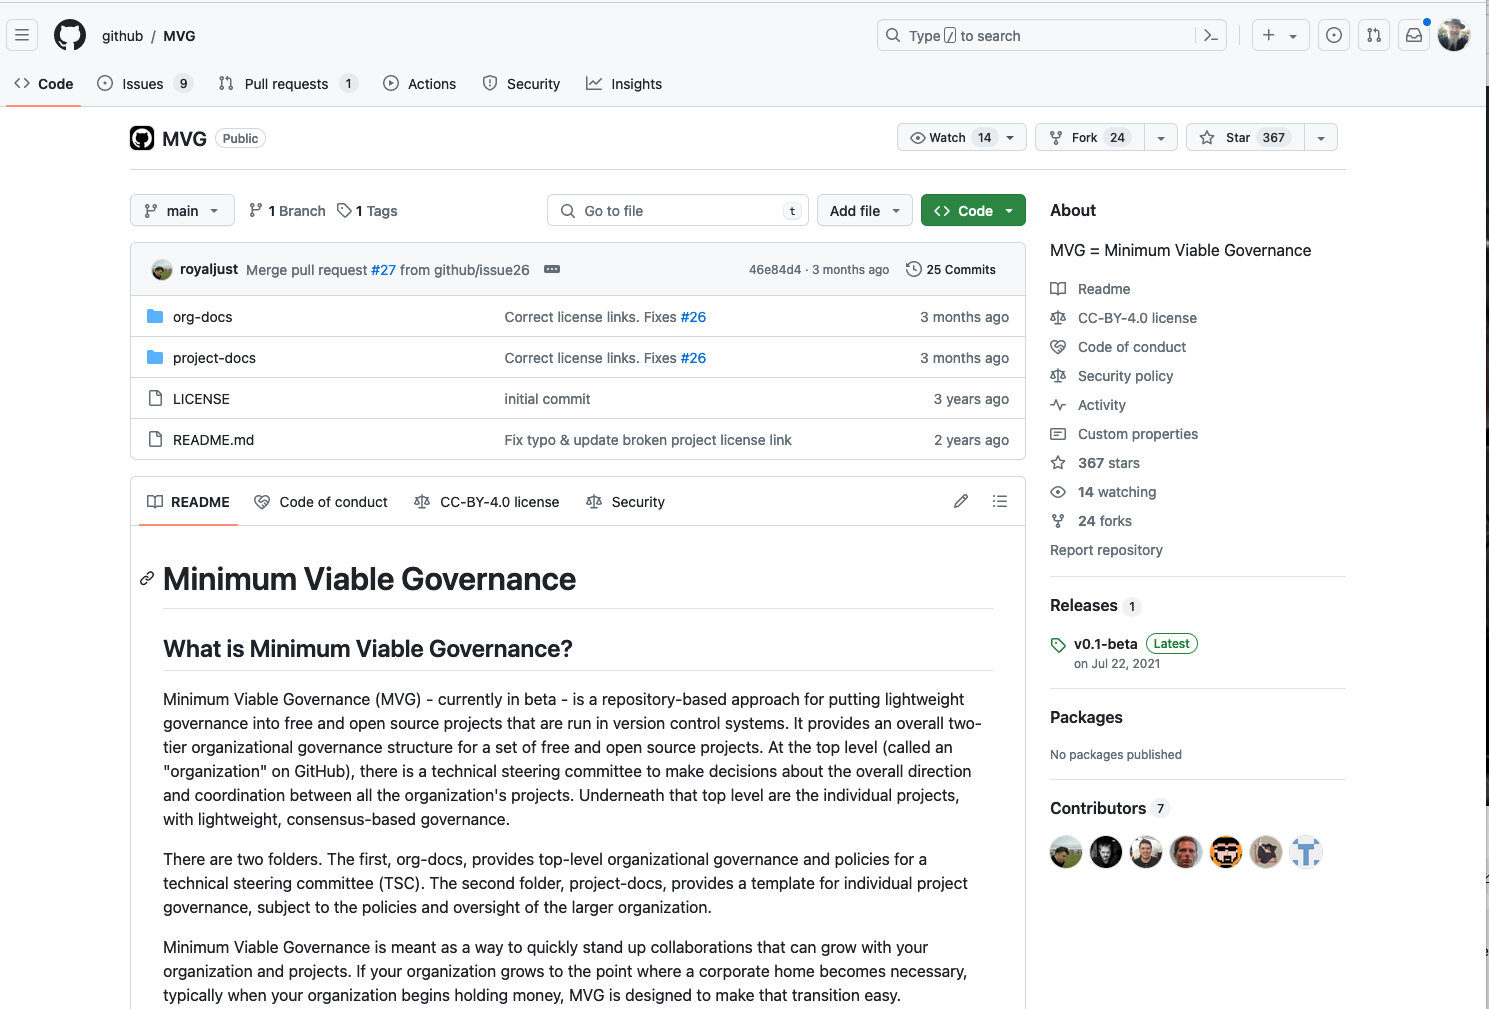 github / MVG
Type / to search
Code
Issues 9
Pull requests 1
Actions
Security
Insights
MVG Public
Watch 14
Fork 24
Star 367
main
1 Branch
1 Tags
Go to file t
Add file
Code
royaljust Merge pull request #27 from github/issue26
46e84d4 · 3 months ago
25 Commits
org-docs Correct license links. Fixes #26 3 months ago
project-docs Correct license links. Fixes #26 3 months ago
LICENSE initial commit 3 years ago
README.md Fix typo & update broken project license link 2 years ago
README
Code of conduct
CC-BY-4.0 license
Security
Minimum Viable Governance
What is Minimum Viable Governance?
Minimum Viable Governance (MVG) - currently in beta - is a repository-based approach for putting lightweight
governance into free and open source projects that are run in version control systems. It provides an overall two-
tier organizational governance structure for a set of free and open source projects. At the top level (called an
"organization" on GitHub), there is a technical steering committee to make decisions about the overall direction
and coordination between all the organization's projects. Underneath that top level are the individual projects,
with lightweight, consensus-based governance.
There are two folders. The first, org-docs, provides top-level organizational governance and policies for a
technical steering committee (TSC). The second folder, project-docs, provides a template for individual project
governance, subject to the policies and oversight of the larger organization.
Minimum Viable Governance is meant as a way to quickly stand up collaborations that can grow with your
organization and projects. If your organization grows to the point where a corporate home becomes necessary,
typically when your organization begins holding money, MVG is designed to make that transition easy.
About
MVG = Minimum Viable Governance
Readme
CC-BY-4.0 license
Code of conduct
Security policy
Activity
Custom properties
367 stars
14 watching
24 forks
Report repository
Releases 1
v0.1-beta Latest
on Jul 22, 2021
Packages
No packages published
Contributors 7